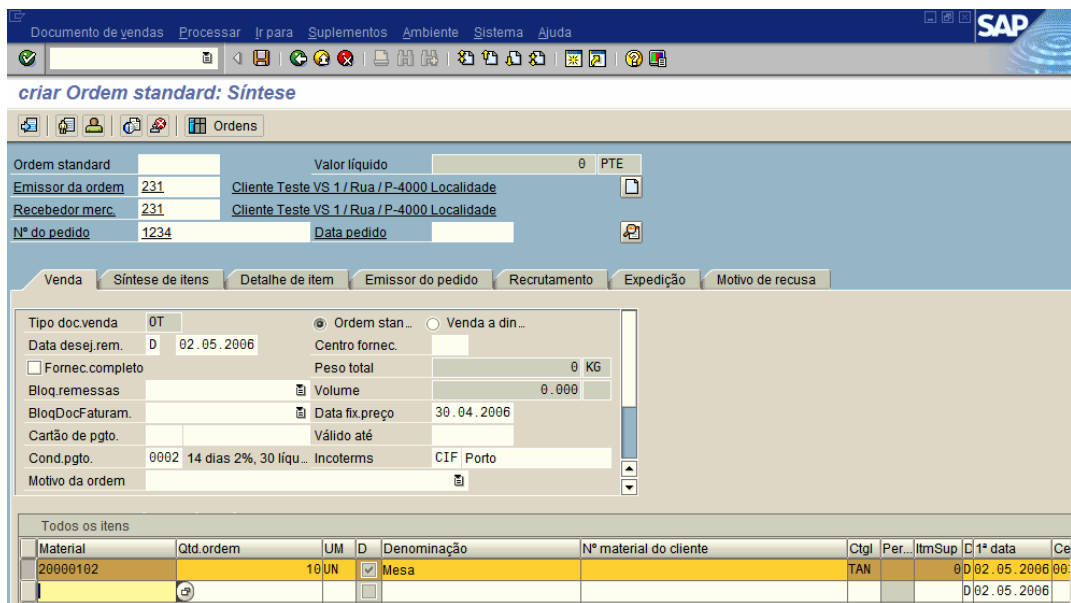 Documento de vendas Processar Ir para Suplementos Ambiente Sistema Ajuda
SAP
criar Ordem standard: Síntese
Ordens
Ordem standard Valor líquido 0 PTE
Emissor da ordem 231 Cliente Teste VS 1 / Rua / P-4000 Localidade
Recebedor merc. 231 Cliente Teste VS 1 / Rua / P-4000 Localidade
Nº do pedido 1234 Data pedido
Venda Síntese de itens Detalhe de item Emissor do pedido Recrutamento Expedição Motivo de recusa
Tipo doc.venda OT Ordem stan... Venda a din...
Data desej.rem. D 02.05.2006 Centro fornec.
Fornec.completo Peso total 0 KG
Bloq.remessas Volume 0.000
BloqDocFaturam. Data fix.preço 30.04.2006
Cartão de pgto. Válido até
Cond.pgto. 0002 14 dias 2%, 30 líqu... Incoterms CIF Porto
Motivo da ordem
Todos os itens
Material Qtd.ordem UM D Denominação Nº material do cliente Ctgl Per... ItmSup D 1ª data Ce
20000102 10 UN Mesa TAN 0 D 02.05.2006 00
D 02.05.2006